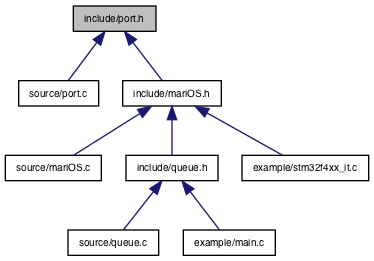 include/port.h
source/port.c
include/mariOS.h
source/mariOS.c
include/queue.h
example/stm32f4xx_it.c
source/queue.c
example/main.c